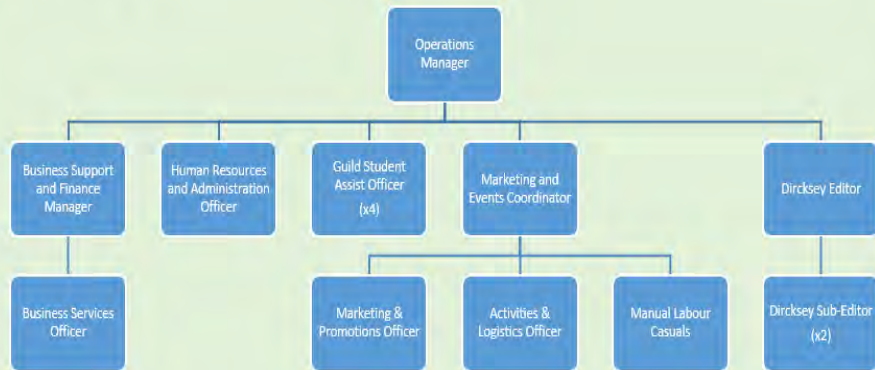 Operations
Manager
Business Support
and Finance
Manager
Human Resources
and Administration
Officer
Guild Student
Assist Officer
(x4)
Marketing and
Events Coordinator
Dircksey Editor
Business Services
Officer
Marketing &
Promotions Officer
Activities &
Logistics Officer
Manual Labour
Casuals
Dircksey Sub-Editor
(x2)